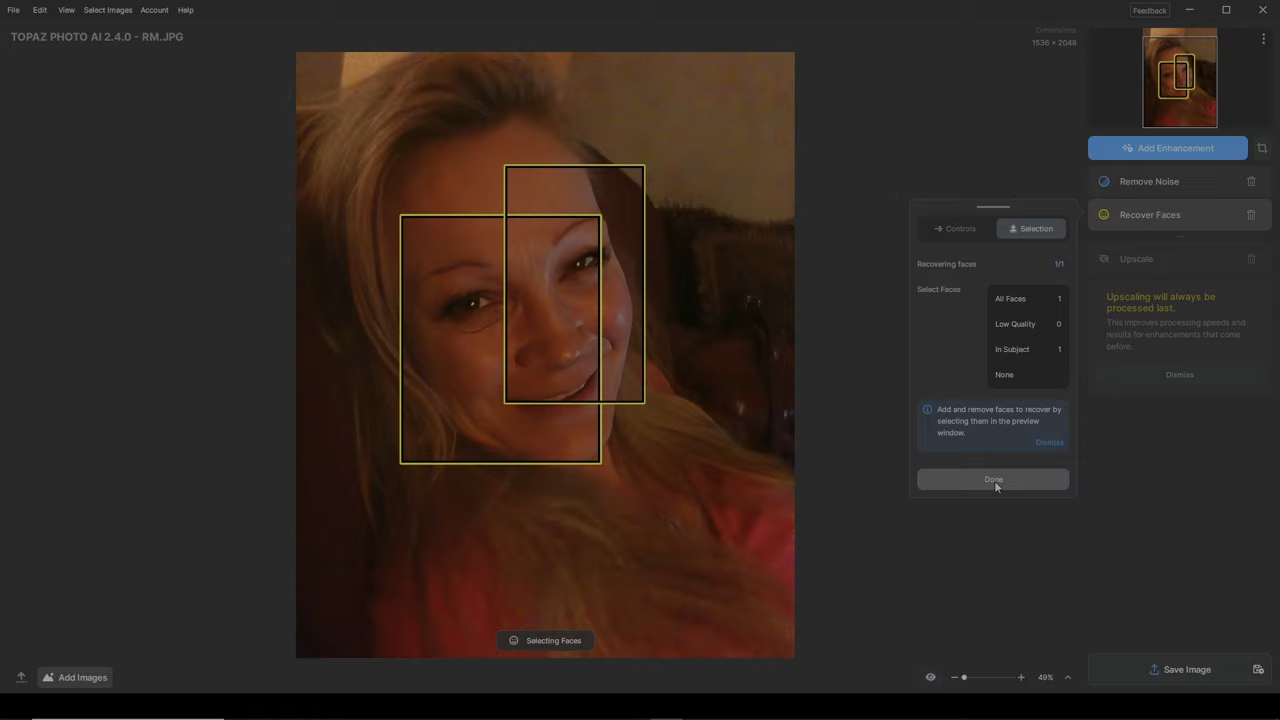 File Edit View Select Images Account Help
Feedback
TOPAZ PHOTO AI 2.4.0 - RM.JPG
Dimensions
1536 × 2048
Add Enhancement
Remove Noise
Recover Faces
Upscale
Upscaling will always be
processed last.
This improves processing speeds and
results for enhancements that come
before.
Dismiss
Controls Selection
Recovering faces 1/1
Select Faces
All Faces 1
Low Quality 0
In Subject 1
None
Add and remove faces to recover by
selecting them in the preview
window.
Dismiss
Done
Selecting Faces
Add Images
49%
Save Image